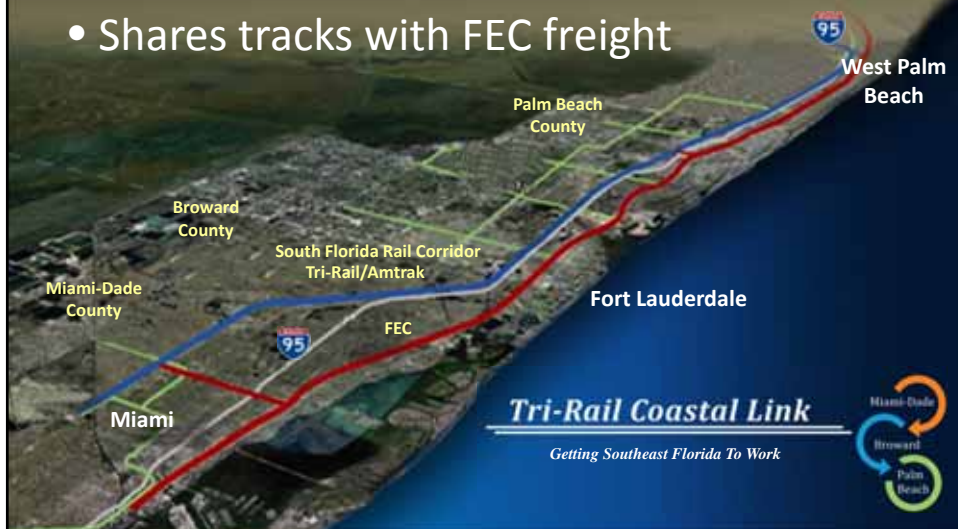 • Shares tracks with FEC freight
95
West Palm
Beach
Palm Beach
County
Broward
County
South Florida Rail Corridor
Tri-Rail/Amtrak
Miami-Dade
County
Fort Lauderdale
FEC
95
Miami
Tri-Rail Coastal Link
Getting Southeast Florida To Work
Miami-Dade
Broward
Palm
Beach